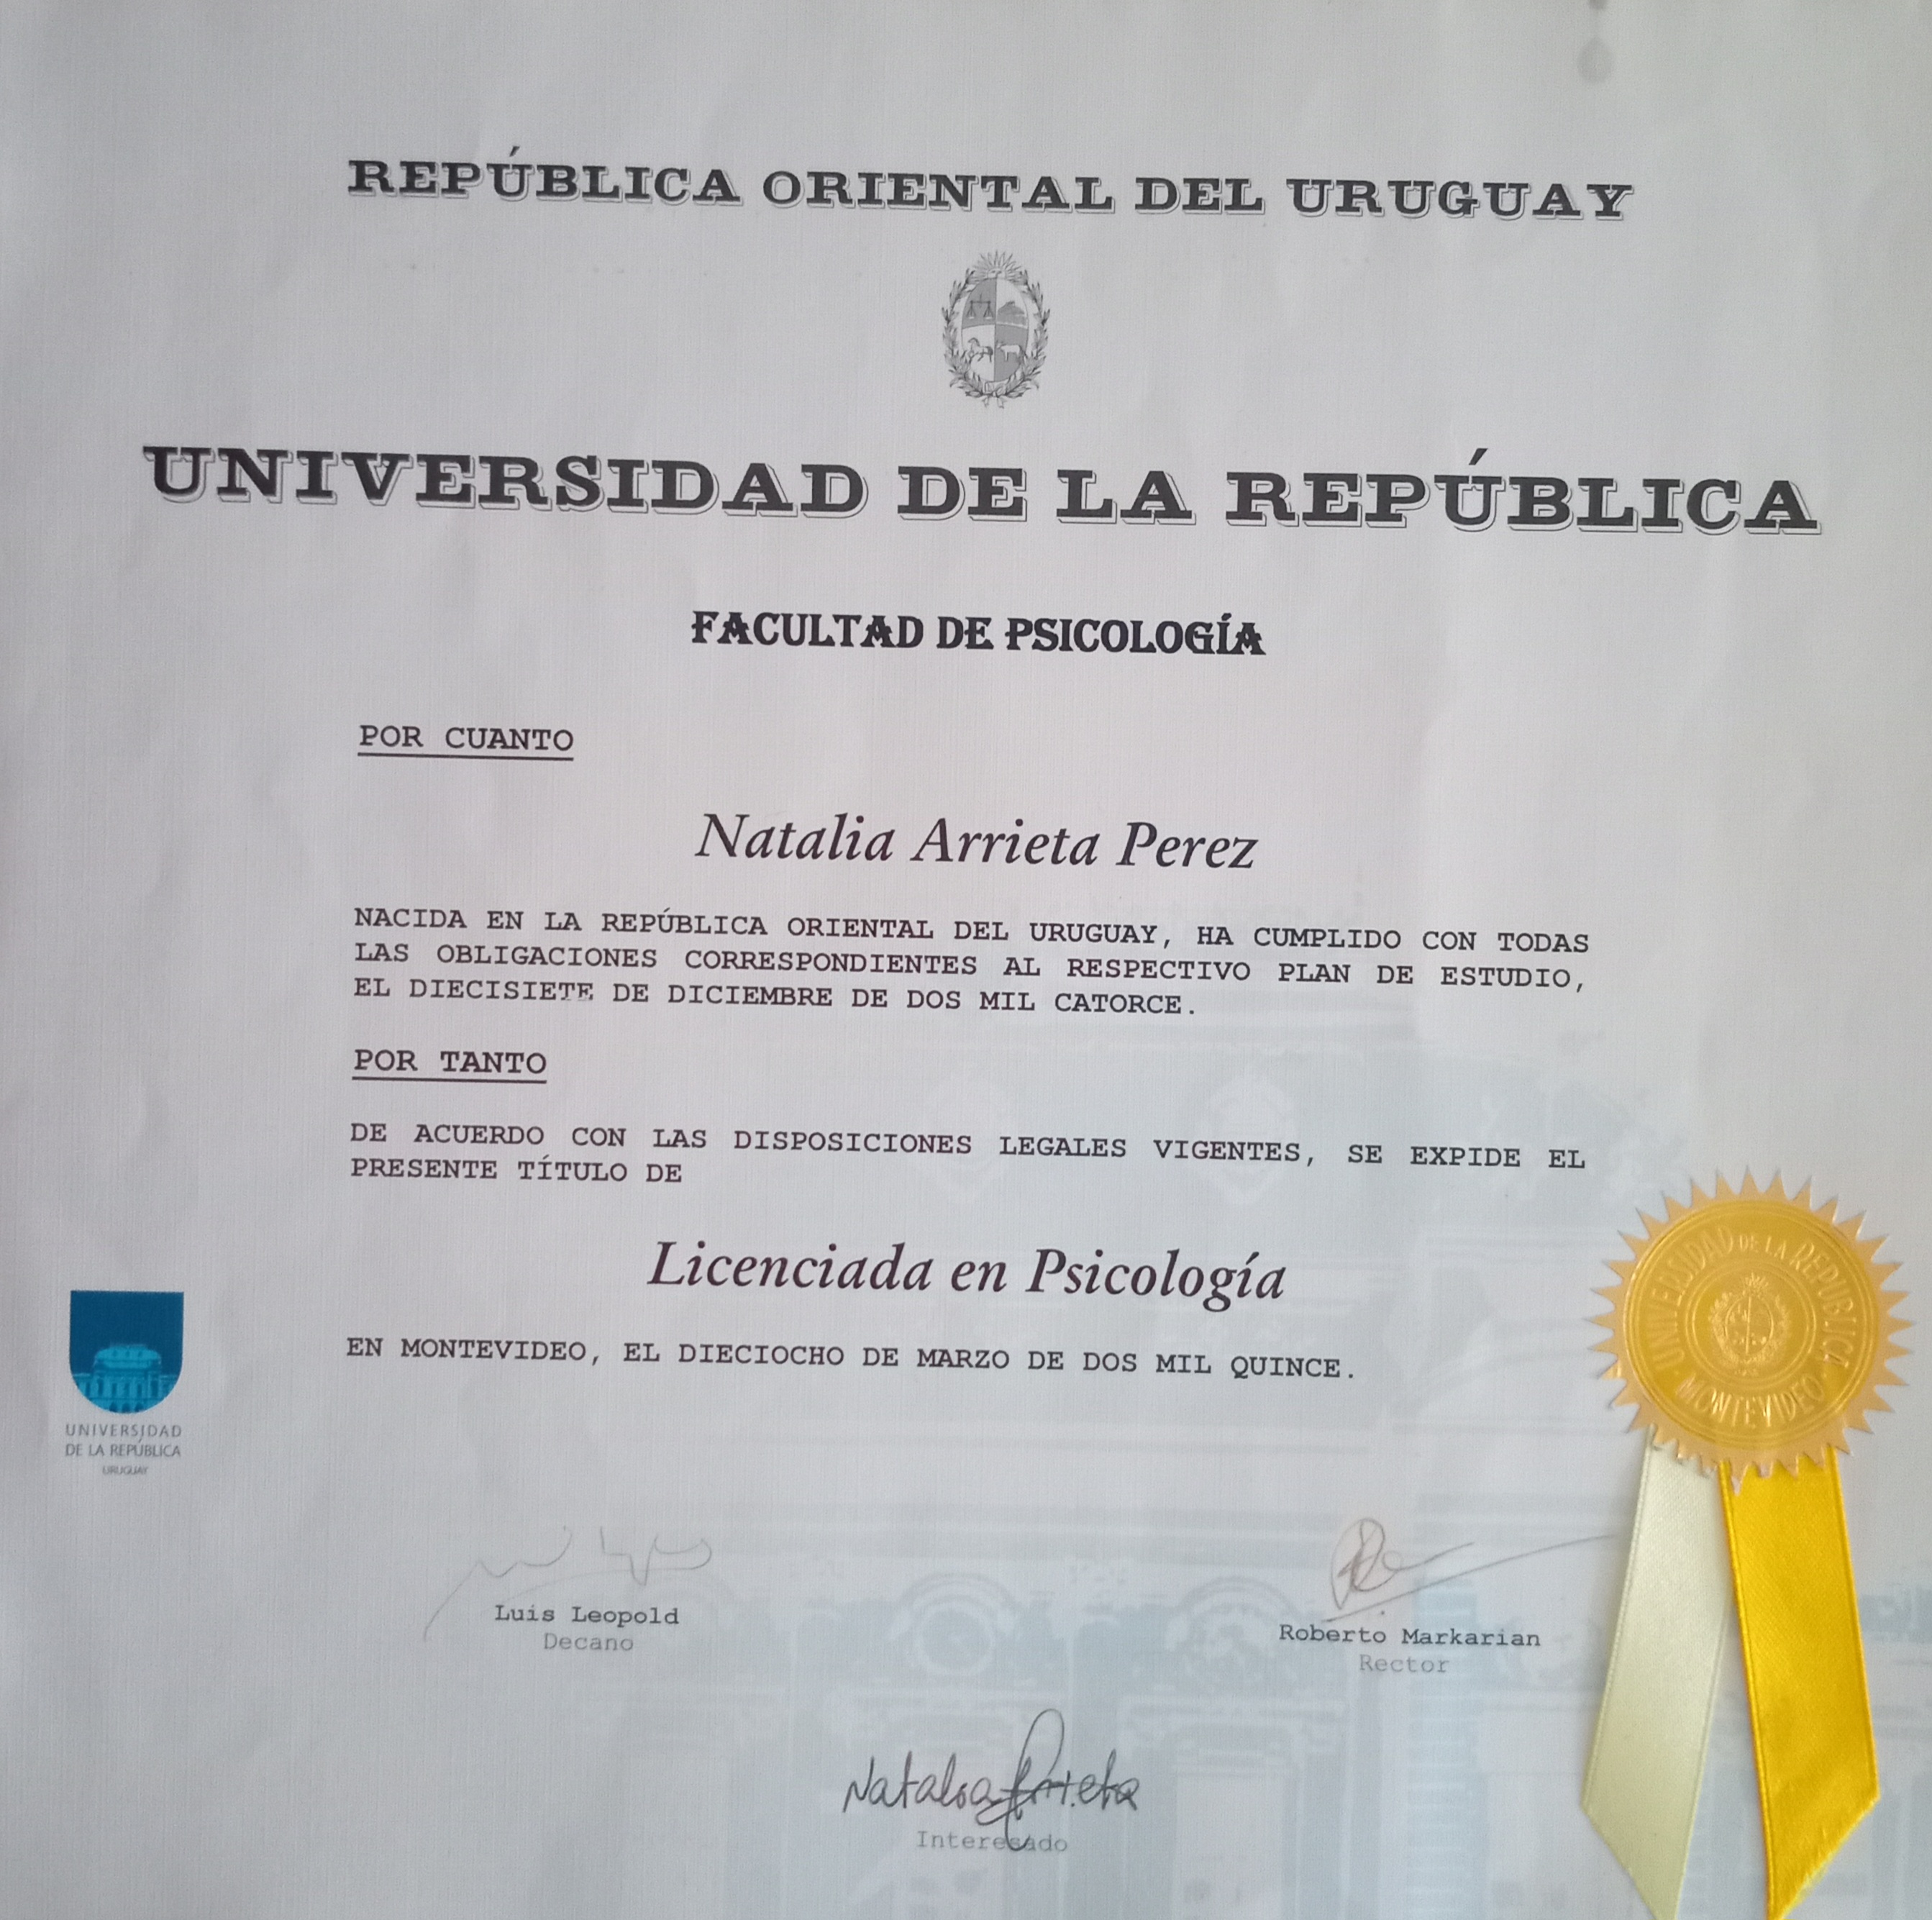 REPÚBLICA ORIENTAL DEL URUGUAY
UNIVERSIDAD DE LA REPÚBLICA
FACULTAD DE PSICOLOGÍA
POR CUANTO
Natalia Arrieta Perez
NACIDA EN LA REPÚBLICA ORIENTAL DEL URUGUAY, HA CUMPLIDO CON TODAS
LAS OBLIGACIONES CORRESPONDIENTES AL RESPECTIVO PLAN DE ESTUDIO,
EL DIECISIETE DE DICIEMBRE DE DOS MIL CATORCE.
POR TANTO
DE ACUERDO CON LAS DISPOSICIONES LEGALES VIGENTES, SE EXPIDE EL
PRESENTE TÍTULO DE
Licenciada en Psicología
EN MONTEVIDEO, EL DIECIOCHO DE MARZO DE DOS MIL QUINCE.
UNIVERSIDAD DE LA REPUBLICA
MONTEVIDEO
UNIVERSIDAD
DE LA REPÚBLICA
URUGUAY
Luis Leopold
Decano
Roberto Markarian
Rector
Natalia Arrieta
Interesado